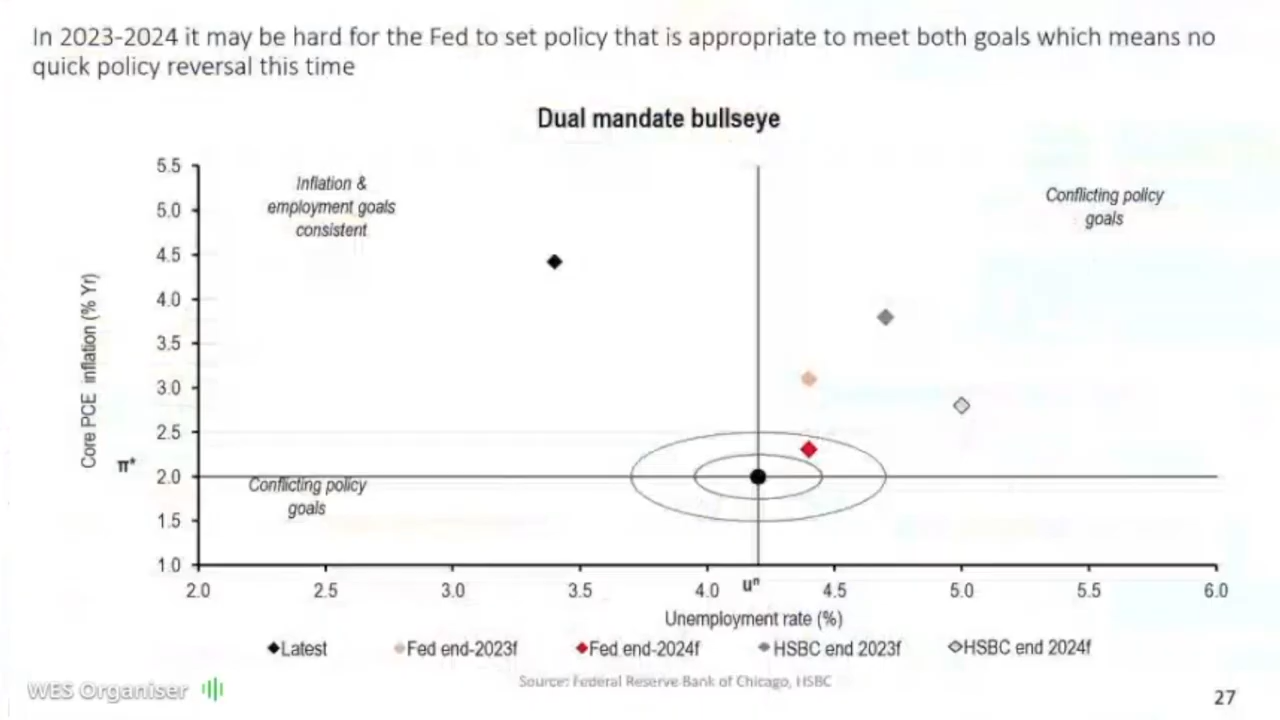 In 2023-2024 it may be hard for the Fed to set policy that is appropriate to meet both goals which means no
quick policy reversal this time
Dual mandate bullseye
5.5
5.0
4.5
4.0
3.5
3.0
2.5
2.0
1.5
1.0
Core PCE inflation (% Yr)
π*
Inflation &
employment goals
consistent
Conflicting policy
goals
Conflicting policy
goals
2.0 2.5 3.0 3.5 4.0 uⁿ 4.5 5.0 5.5 6.0
Unemployment rate (%)
Latest Fed end-2023f Fed end-2024f HSBC end 2023f HSBC end 2024f
Source: Federal Reserve Bank of Chicago, HSBC
WES Organiser
27